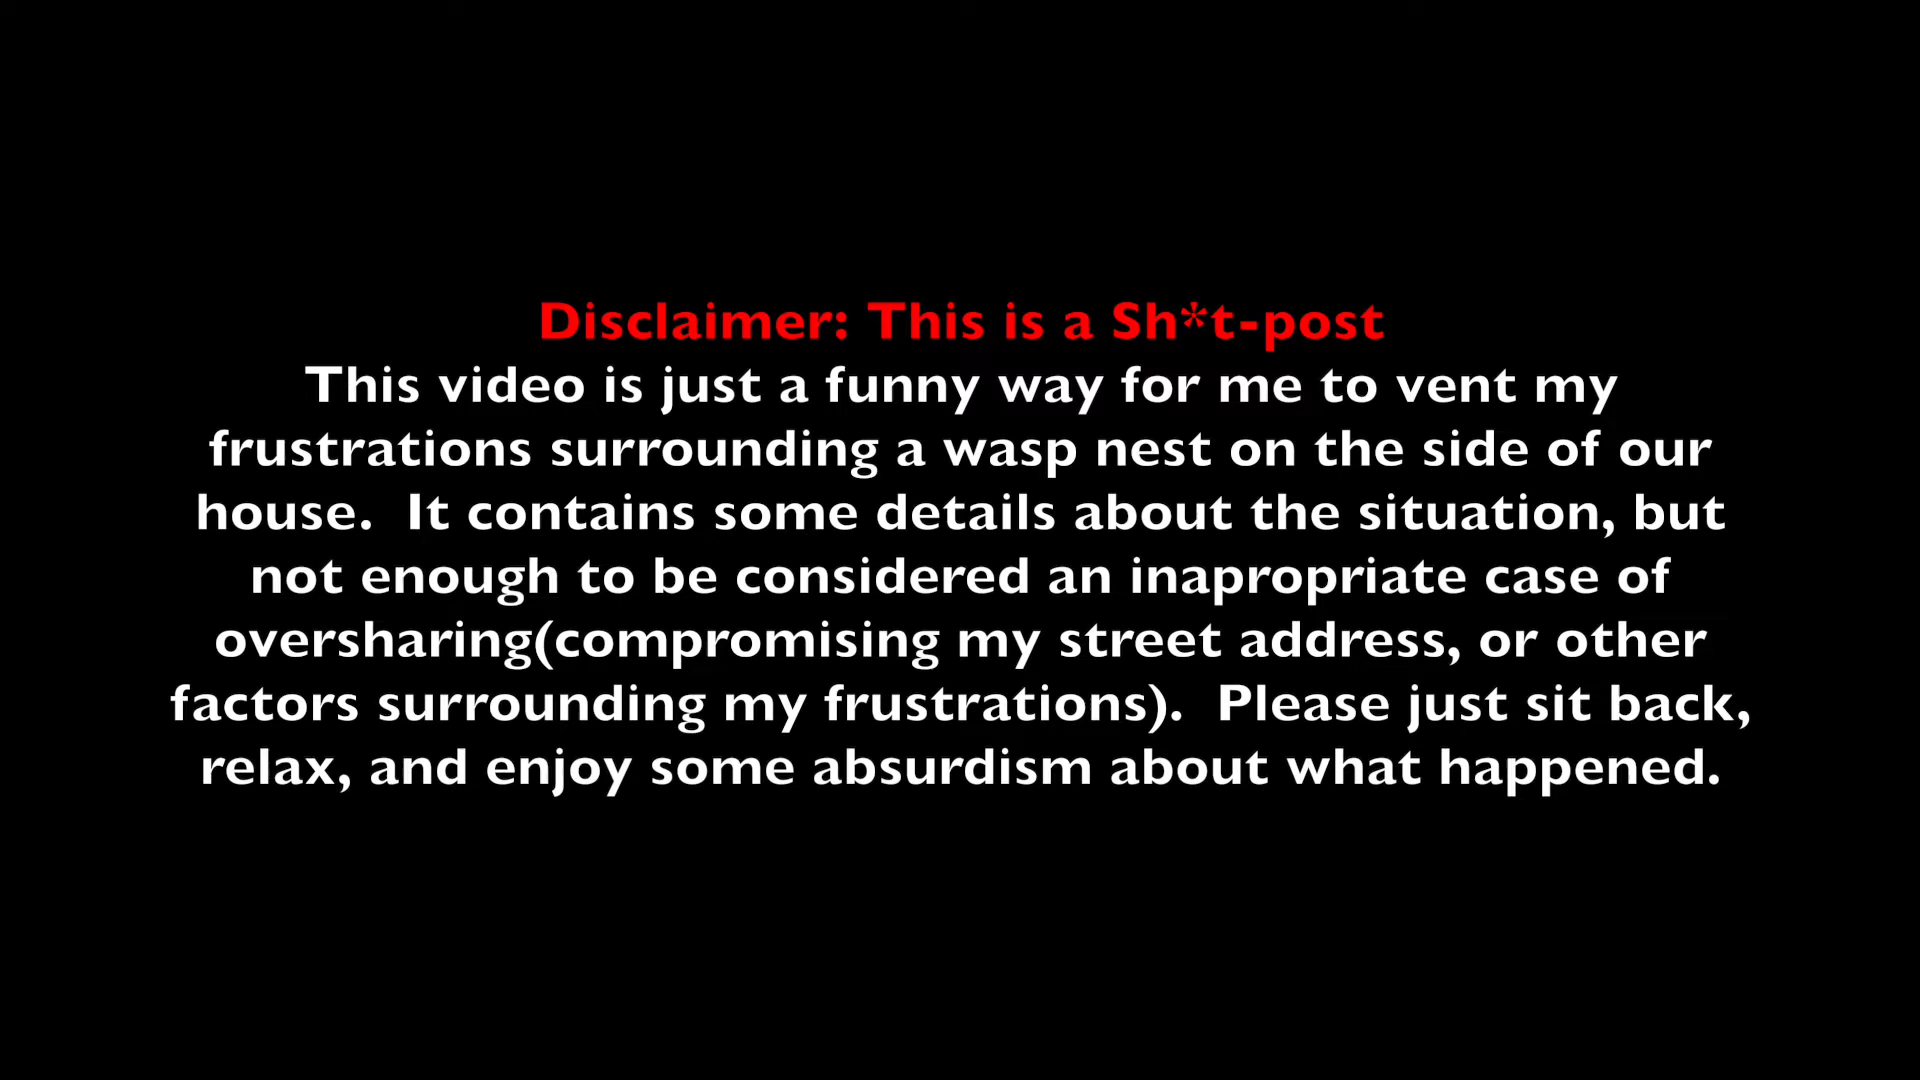 Disclaimer: This is a Sh*t-post
This video is just a funny way for me to vent my
frustrations surrounding a wasp nest on the side of our
house.  It contains some details about the situation, but
not enough to be considered an inapropriate case of
oversharing(compromising my street address, or other
factors surrounding my frustrations).  Please just sit back,
relax, and enjoy some absurdism about what happened.